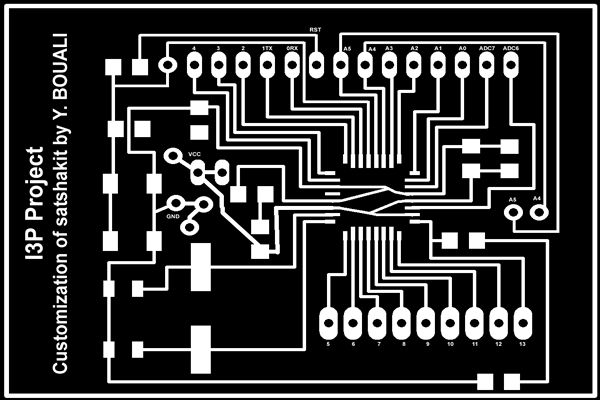 I3P Project
Customization of satshakit by Y. BOUALI
RST
4 3 2 1TX 0RX A5 A4 A3 A2 A1 A0 ADC7 ADC6
VCC
GND
A5 A4
5 6 7 8 9 10 11 12 13